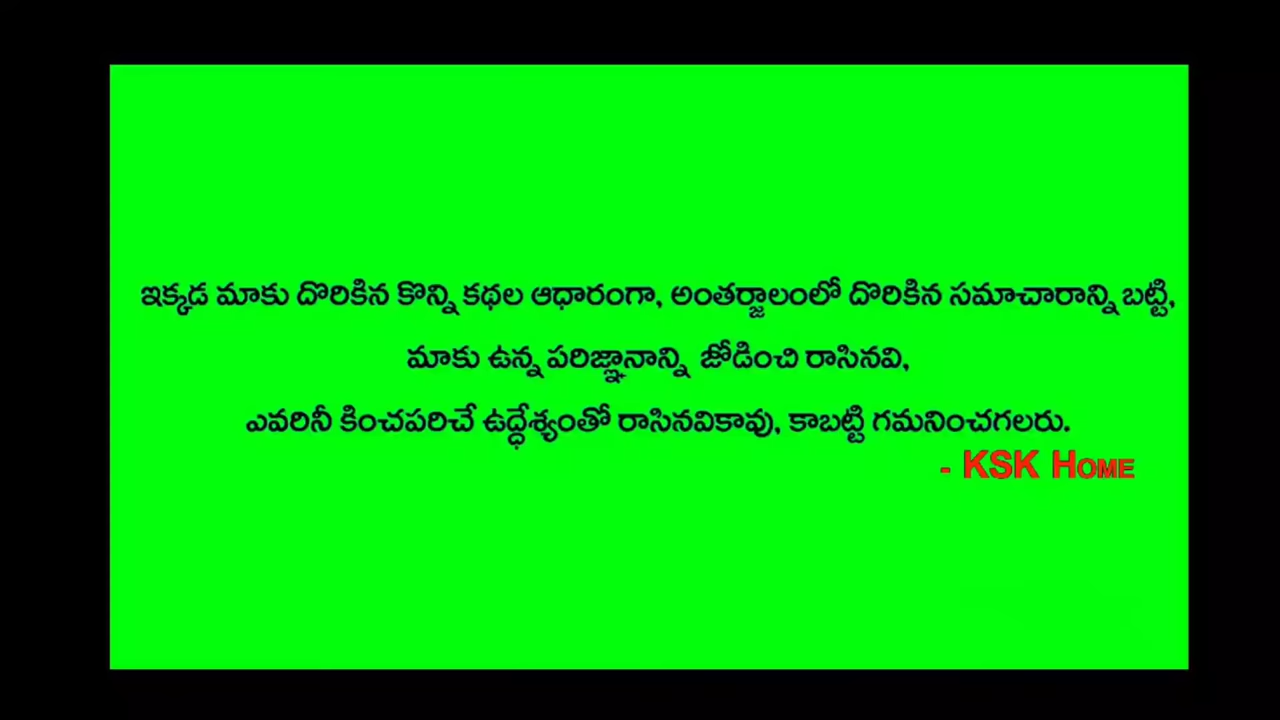 ఇక్కడ మాకు దొరికిన కొన్ని కథల ఆధారంగా, అంతర్జాలంలో దొరికిన సమాచారాన్ని బట్టి,
మాకు ఉన్న పరిజ్ఞానాన్ని జోడించి రాసినవి,
ఎవరినీ కించపరిచే ఉద్ధేశ్యంతో రాసినవికావు, కాబట్టి గమనించగలరు.
- KSK HOME